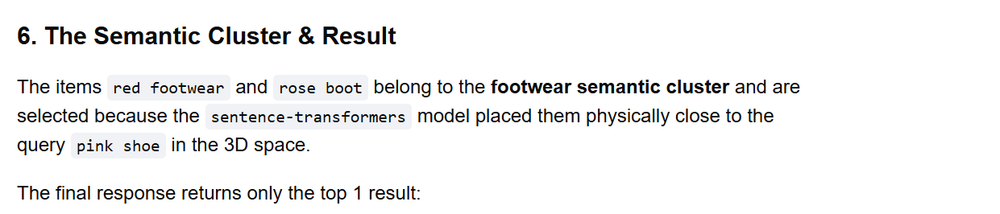 6. The Semantic Cluster & Result
The items red footwear and rose boot belong to the footwear semantic cluster and are
selected because the sentence-transformers model placed them physically close to the
query pink shoe in the 3D space.
The final response returns only the top 1 result: